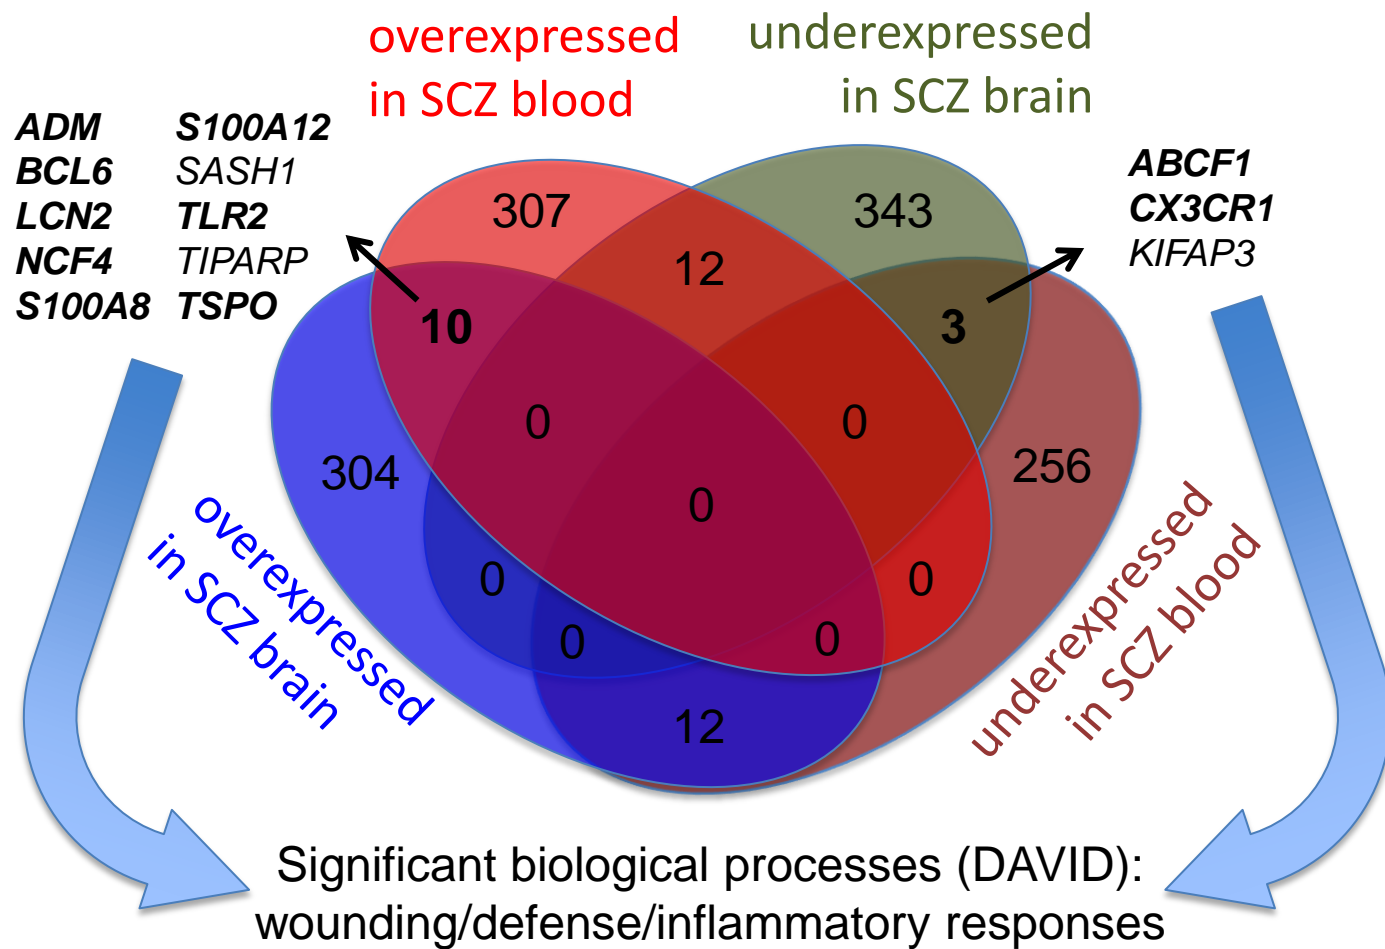 overexpressed
in SCZ blood
underexpressed
in SCZ brain
ADM S100A12
BCL6 SASH1
LCN2 TLR2
NCF4 TIPARP
S100A8 TSPO
ABCF1
CX3CR1
KIFAP3
307
343
12
10
3
0
0
304
256
0
0
0
0
0
12
overexpressed
in SCZ brain
underexpressed
in SCZ blood
Significant biological processes (DAVID):
wounding/defense/inflammatory responses